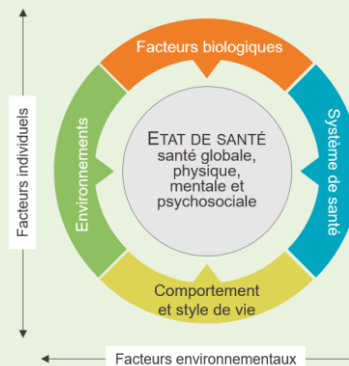 Facteurs biologiques
Facteurs individuels
Environnements
ETAT DE SANTÉ
santé globale,
physique,
mentale et
psychosociale
Système de santé
Comportement
et style de vie
Facteurs environnementaux